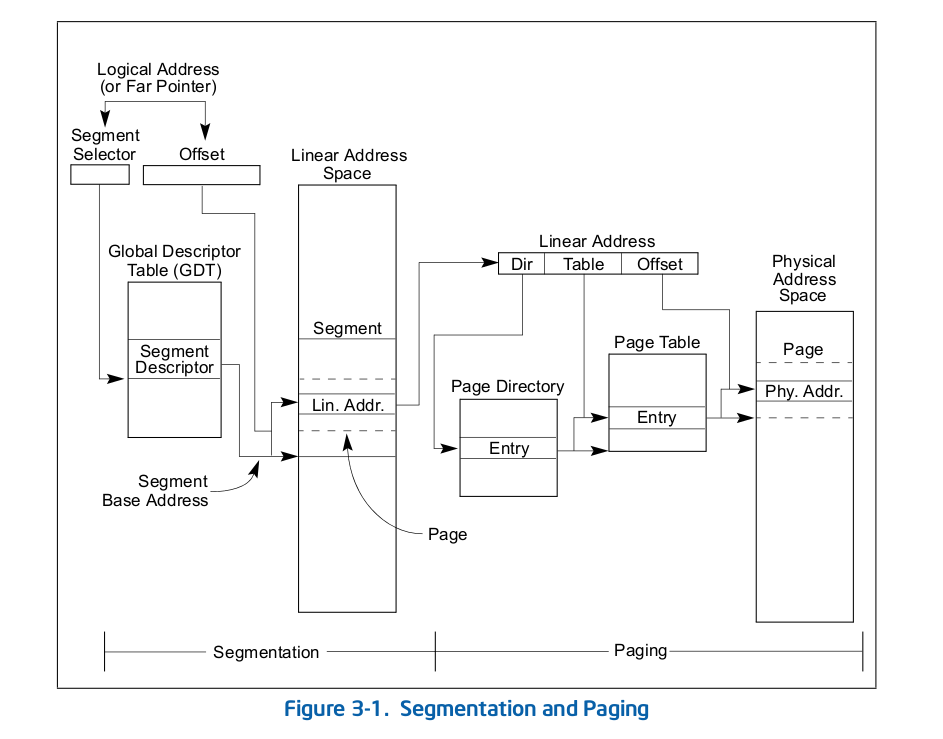 Logical Address
(or Far Pointer)
Segment
Selector
Offset
Linear Address
Space
Global Descriptor
Table (GDT)
Segment
Descriptor
Segment
Lin. Addr.
Segment
Base Address
Page
Linear Address
Dir
Table
Offset
Physical
Address
Space
Page Table
Page
Page Directory
Phy. Addr.
Entry
Entry
Segmentation
Paging
Figure 3-1. Segmentation and Paging